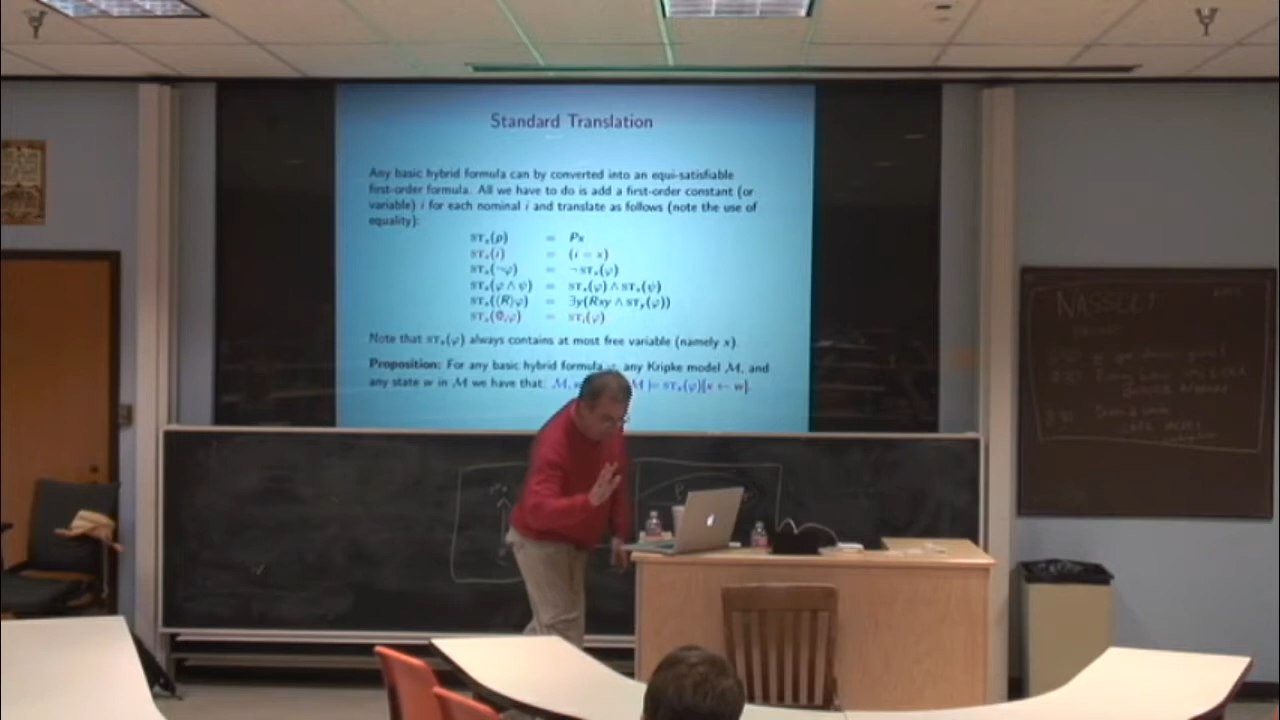 Standard Translation
Any basic hybrid formula can by converted into an equi-satisfiable
first-order formula. All we have to do is add a first-order constant (or
variable) i for each nominal i and translate as follows (note the use of
equality):
ST_x(p) = Px
ST_x(i) = (i = x)
ST_x(¬φ) = ¬ST_x(φ)
ST_x(φ ∧ ψ) = ST_x(φ) ∧ ST_x(ψ)
ST_x(⟨R⟩φ) = ∃y(Rxy ∧ ST_y(φ))
ST_x(@_iφ) = ST_i(φ)
Note that ST_x(φ) always contains at most free variable (namely x).
Proposition: For any basic hybrid formula any Kripke model M, and
any state w in M we have that: M, ⊨ ST_x(φ)[x ← w].
NASSLLI